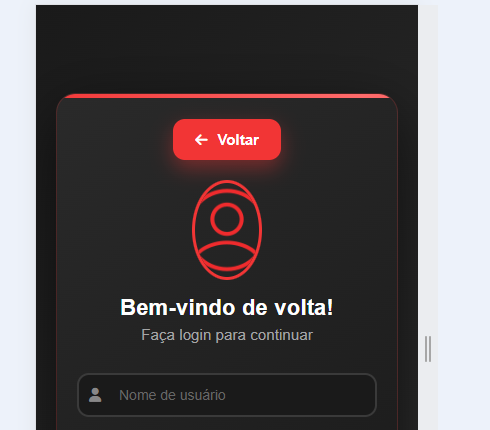 Voltar
Bem-vindo de volta!
Faça login para continuar
Nome de usuário